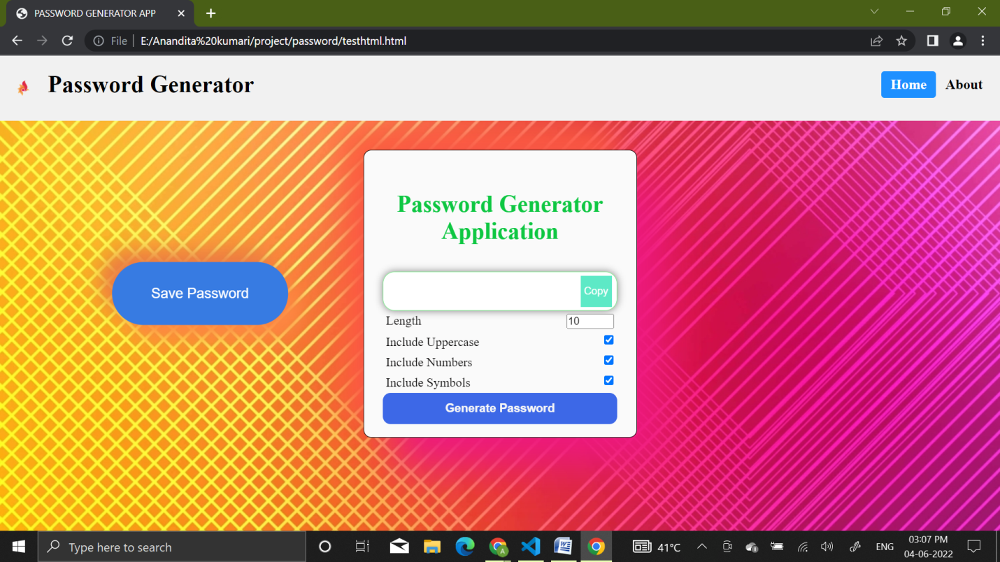 PASSWORD GENERATOR APP
File | E:/Anandita%20kumari/project/password/testhtml.html
Password Generator
Home About
Password Generator
Application
Copy
Save Password
Length 10
Include Uppercase
Include Numbers
Include Symbols
Generate Password
Type here to search
41°C
ENG
03:07 PM
04-06-2022